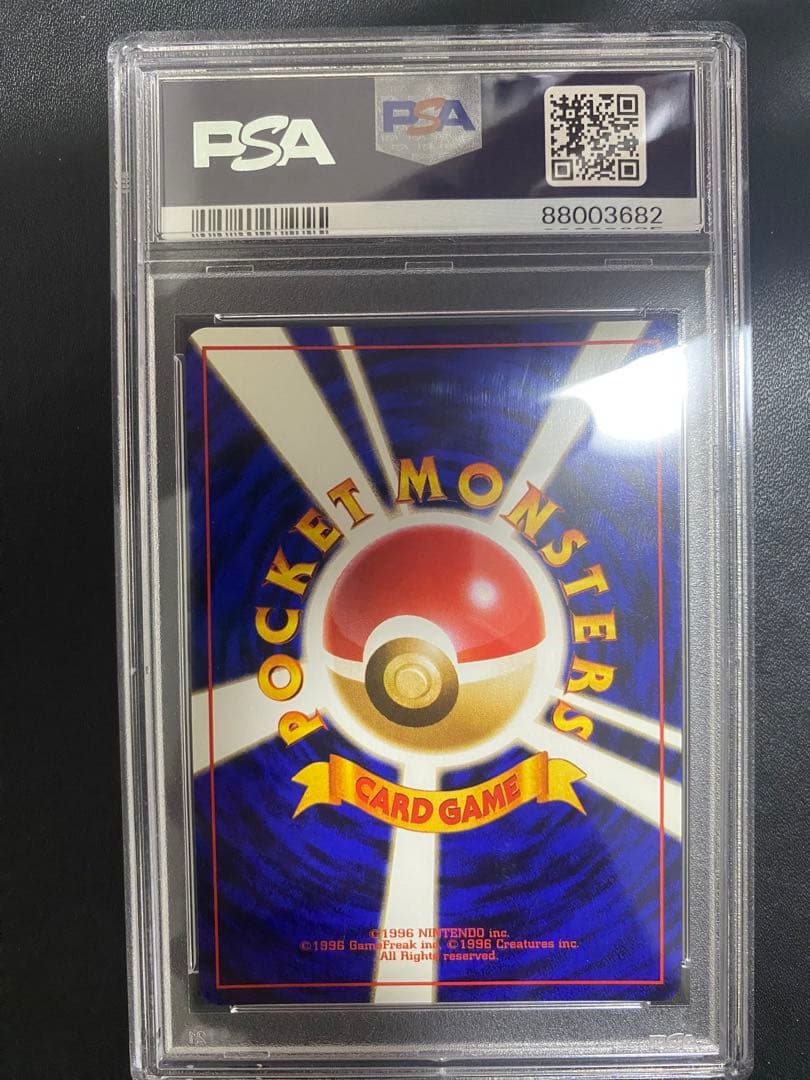 PSA
PSA
88003682
POCKET MONSTERS
CARD GAME
©1996 NINTENDO inc.
©1996 GameFreak inc. ©1996 Creatures inc.
All Rights reserved.